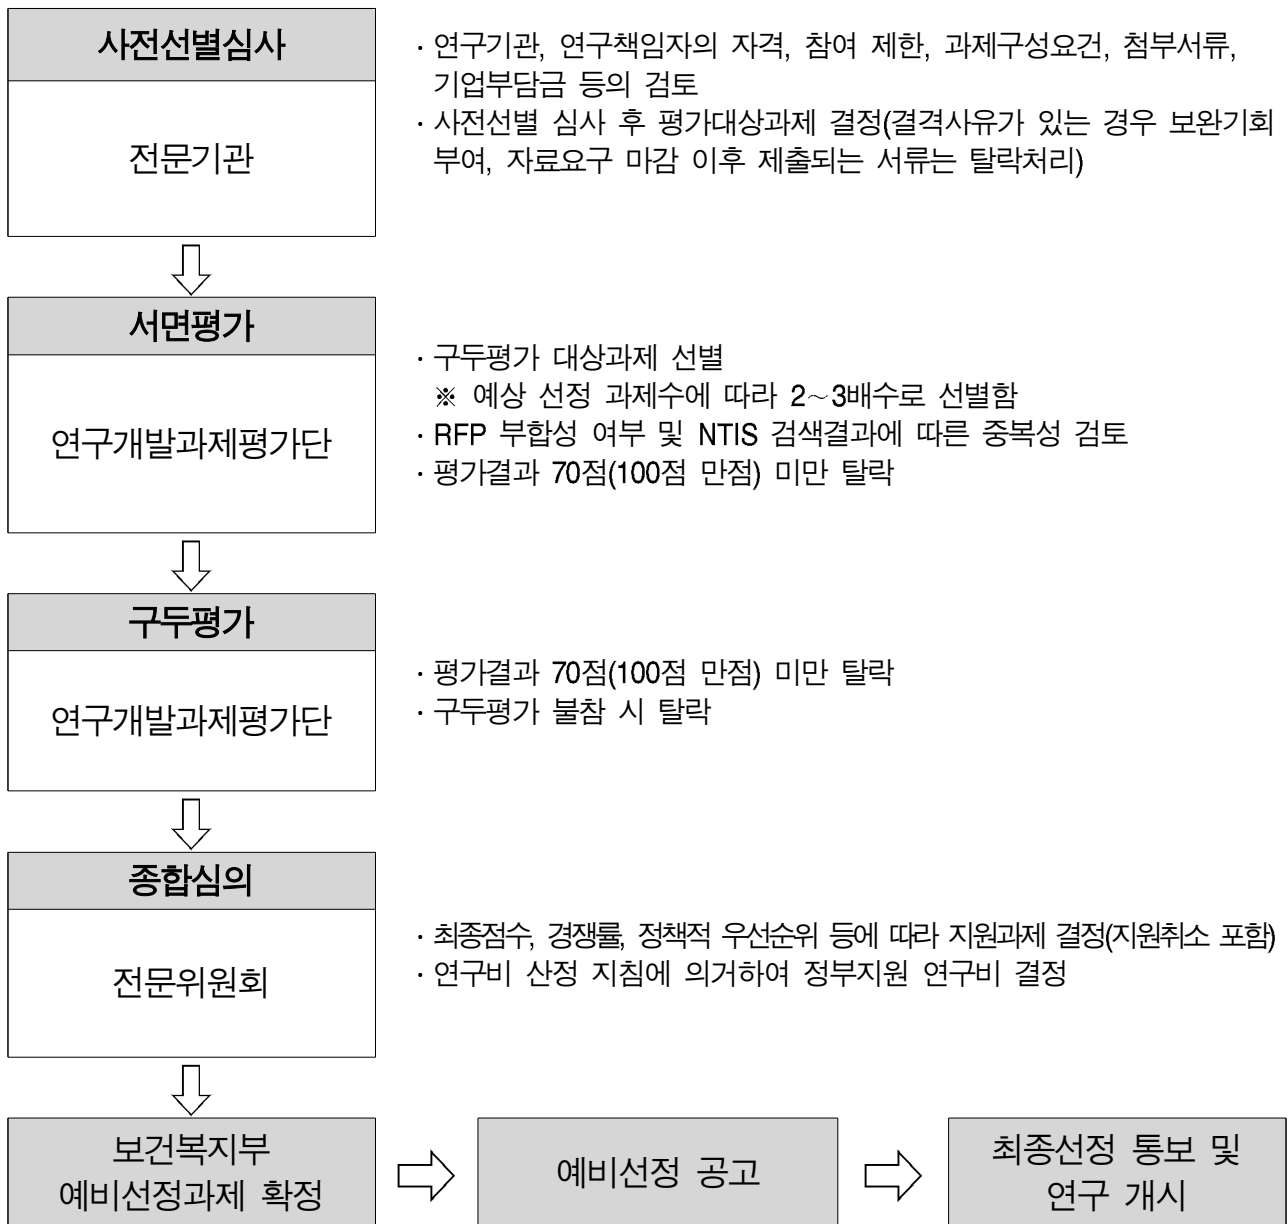 사전선별심사
전문기관
· 연구기관, 연구책임자의 자격, 참여 제한, 과제구성요건, 첨부서류,
기업부담금 등의 검토
· 사전선별 심사 후 평가대상과제 결정(결격사유가 있는 경우 보완기회
부여, 자료요구 마감 이후 제출되는 서류는 탈락처리)
서면평가
연구개발과제평가단
· 구두평가 대상과제 선별
※ 예상 선정 과제수에 따라 2～3배수로 선별함
· RFP 부합성 여부 및 NTIS 검색결과에 따른 중복성 검토
· 평가결과 70점(100점 만점) 미만 탈락
구두평가
연구개발과제평가단
· 평가결과 70점(100점 만점) 미만 탈락
· 구두평가 불참 시 탈락
종합심의
전문위원회
· 최종점수, 경쟁률, 정책적 우선순위 등에 따라 지원과제 결정(지원취소 포함)
· 연구비 산정 지침에 의거하여 정부지원 연구비 결정
보건복지부
예비선정과제 확정
예비선정 공고
최종선정 통보 및
연구 개시